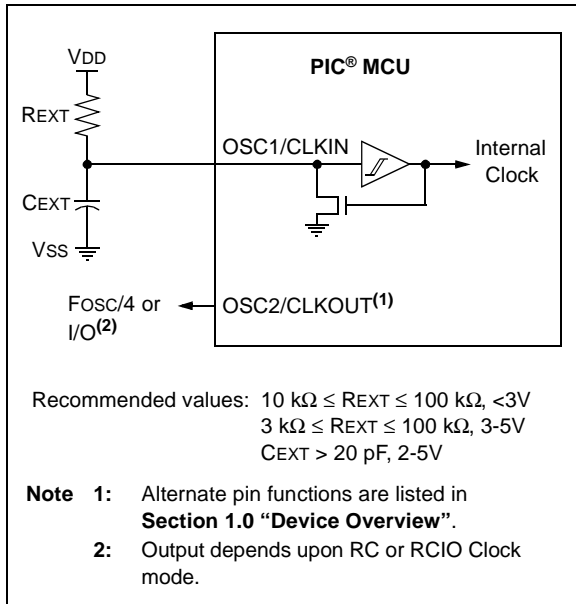 VDD
PIC® MCU
REXT
OSC1/CLKIN
Internal
Clock
CEXT
VSS
FOSC/4 or
I/O(2)
OSC2/CLKOUT(1)
Recommended values: 10 kΩ ≤ REXT ≤ 100 kΩ, <3V
3 kΩ ≤ REXT ≤ 100 kΩ, 3-5V
CEXT > 20 pF, 2-5V
Note 1: Alternate pin functions are listed in
Section 1.0 “Device Overview”.
2: Output depends upon RC or RCIO Clock
mode.